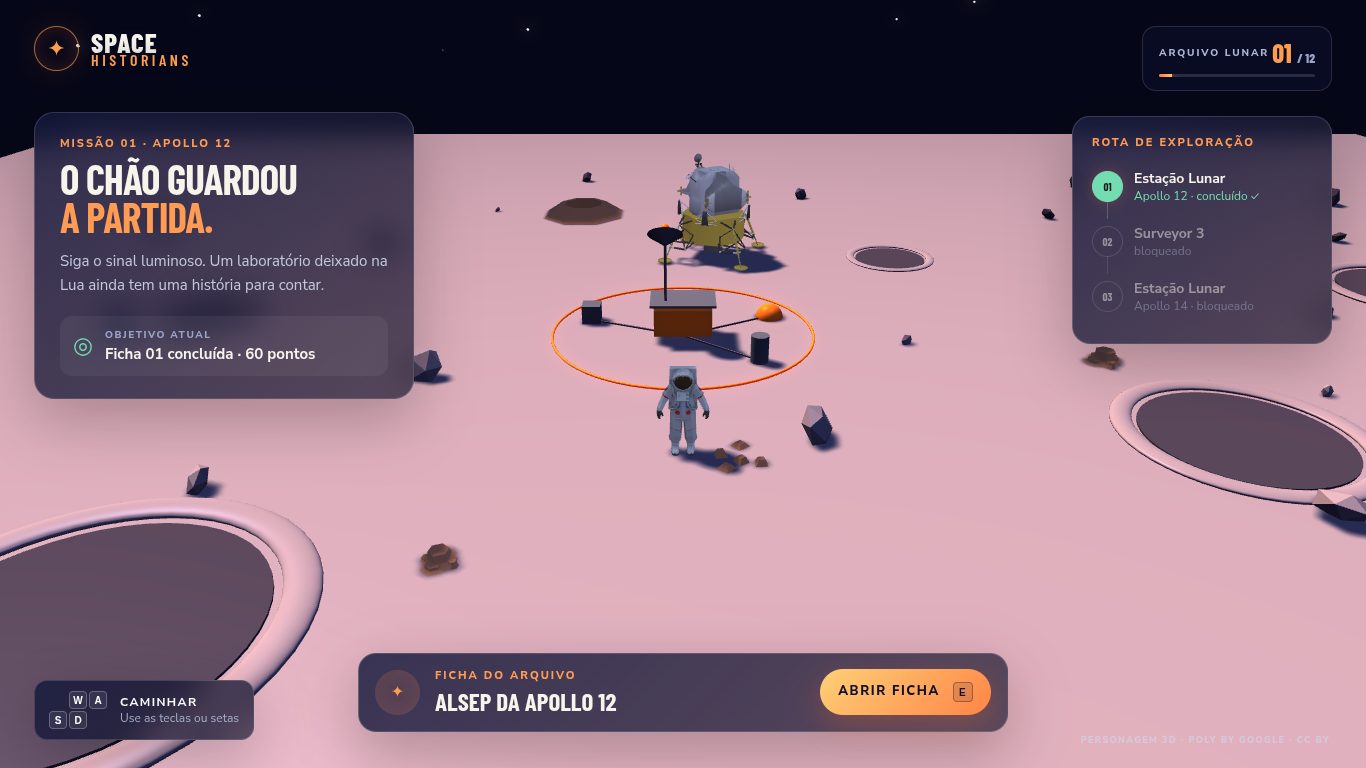 SPACE
HISTORIANS
ARQUIVO LUNAR 01 / 12
MISSÃO 01 · APOLLO 12
O CHÃO GUARDOU
A PARTIDA.
Siga o sinal luminoso. Um laboratório deixado na
Lua ainda tem uma história para contar.
OBJETIVO ATUAL
Ficha 01 concluída · 60 pontos
ROTA DE EXPLORAÇÃO
01
Estação Lunar
Apollo 12 · concluído ✓
02
Surveyor 3
bloqueado
03
Estação Lunar
Apollo 14 · bloqueado
W A
S D
CAMINHAR
Use as teclas ou setas
FICHA DO ARQUIVO
ALSEP DA APOLLO 12
ABRIR FICHA E
PERSONAGEM 3D · POLY BY GOOGLE · CC BY